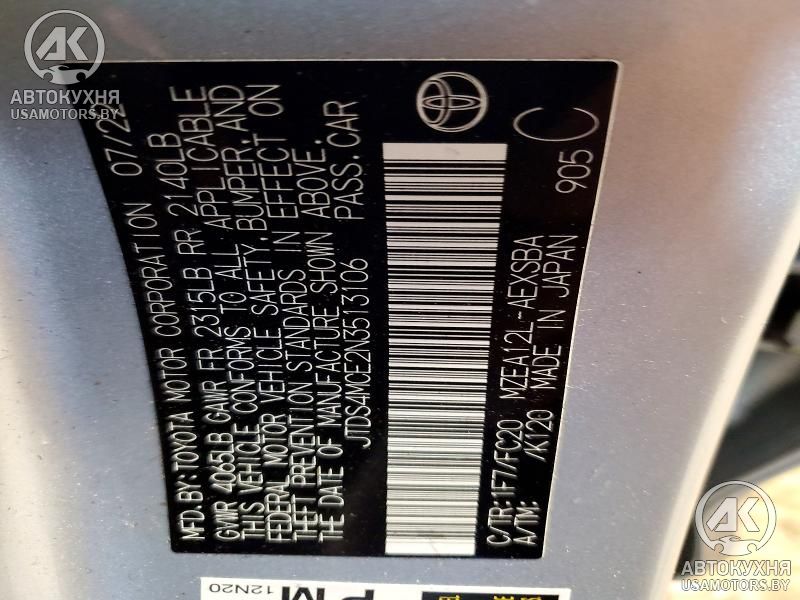 AK
АВТОКУХНЯ
USAMOTORS.BY
MFD. BY: TOYOTA MOTOR CORPORATION 07/22
GVWR 4065LB GAWR FR 2315LB RR 2140LB
THIS VEHICLE CONFORMS TO ALL APPLICABLE
FEDERAL MOTOR VEHICLE SAFETY, BUMPER, AND
THEFT PREVENTION STANDARDS IN EFFECT ON
THE DATE OF MANUFACTURE SHOWN ABOVE.
JTDS4MCE2N3513106 PASS. CAR
C/TR: 1F7/FC20 MZEA12L-AEXSBA
A/TM: /K120 MADE IN JAPAN
905 C
PM
12N20
AK
АВТОКУХНЯ
USAMOTORS.BY